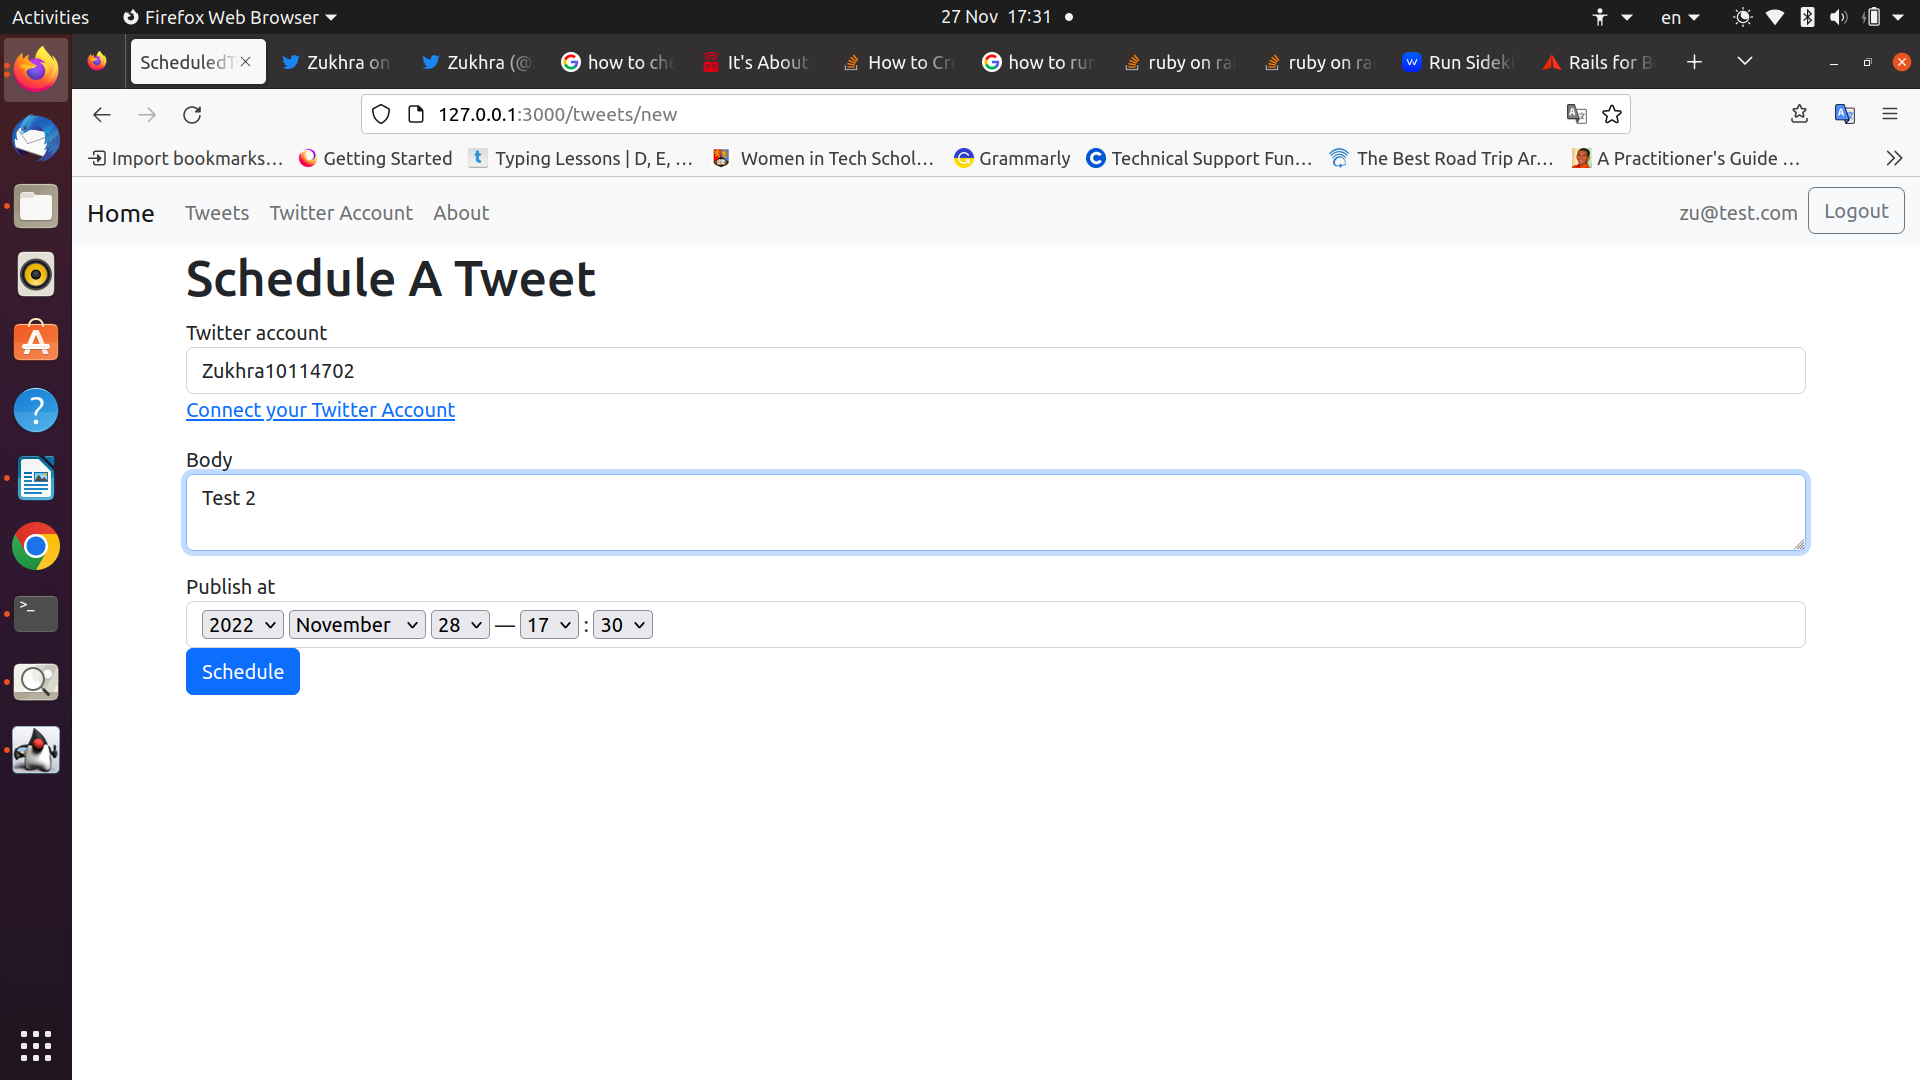 Activities Firefox Web Browser 27 Nov 17:31 en
ScheduledT Zukhra on Zukhra (@ how to che It's About How to Cre how to run ruby on rai ruby on rai Run Sideki Rails for B
127.0.0.1:3000/tweets/new
Import bookmarks... Getting Started Typing Lessons | D, E, ... Women in Tech Schol... Grammarly Technical Support Fun... The Best Road Trip Ar... A Practitioner's Guide ...
Home Tweets Twitter Account About zu@test.com Logout
Schedule A Tweet
Twitter account
Zukhra10114702
Connect your Twitter Account
Body
Test 2
Publish at
2022 November 28 — 17 : 30
Schedule